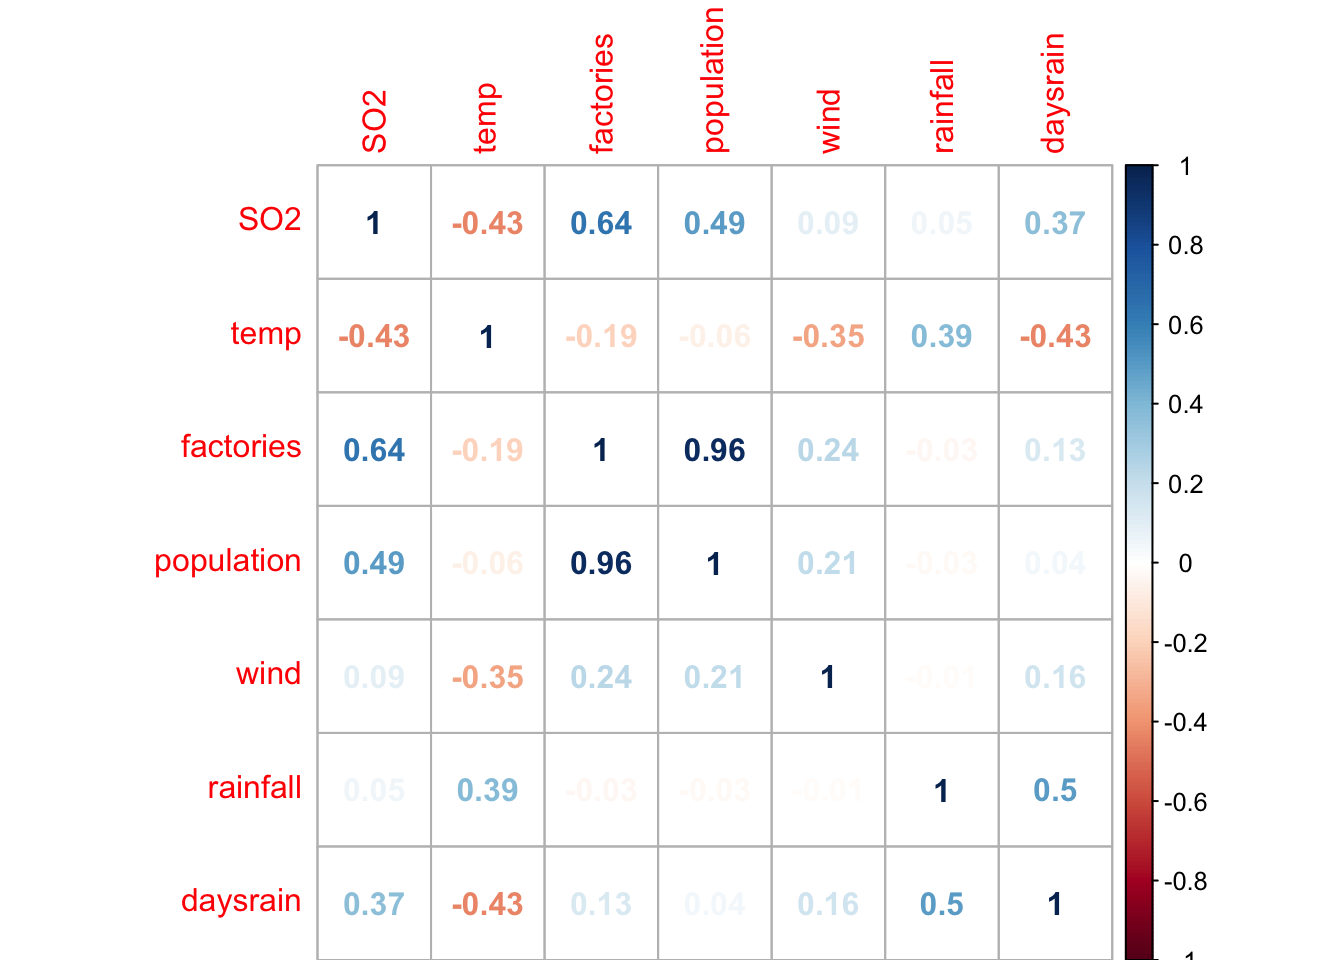 SO2 temp factories population wind rainfall daysrain
SO2 1 -0.43 0.64 0.49 0.09 0.05 0.37
temp -0.43 1 -0.19 -0.06 -0.35 0.39 -0.43
factories 0.64 -0.19 1 0.96 0.24 -0.03 0.13
population 0.49 -0.06 0.96 1 0.21 -0.03 0.04
wind 0.09 -0.35 0.24 0.21 1 -0.01 0.16
rainfall 0.05 0.39 -0.03 -0.03 -0.01 1 0.5
daysrain 0.37 -0.43 0.13 0.04 0.16 0.5 1
1
0.8
0.6
0.4
0.2
0
-0.2
-0.4
-0.6
-0.8
-1